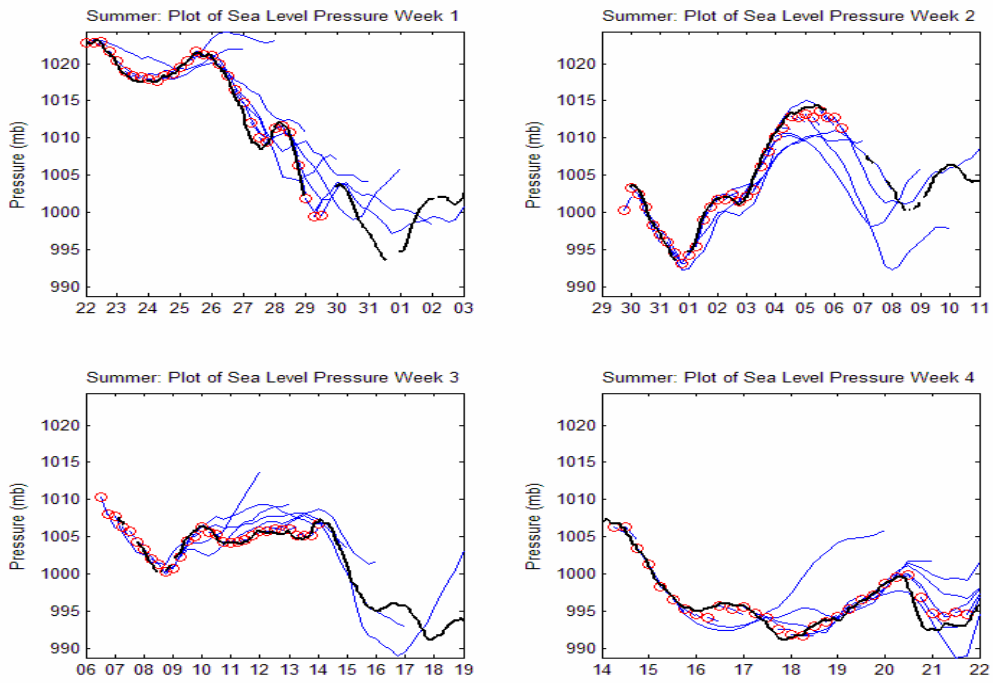 Summer: Plot of Sea Level Pressure Week 1
Pressure (mb)
1020
1015
1010
1005
1000
995
990
22 23 24 25 26 27 28 29 30 31 01 02 03
Summer: Plot of Sea Level Pressure Week 2
Pressure (mb)
1020
1015
1010
1005
1000
995
990
29 30 31 01 02 03 04 05 06 07 08 09 10 11
Summer: Plot of Sea Level Pressure Week 3
Pressure (mb)
1020
1015
1010
1005
1000
995
990
06 07 08 09 10 11 12 13 14 15 16 17 18 19
Summer: Plot of Sea Level Pressure Week 4
Pressure (mb)
1020
1015
1010
1005
1000
995
990
14 15 16 17 18 19 20 21 22